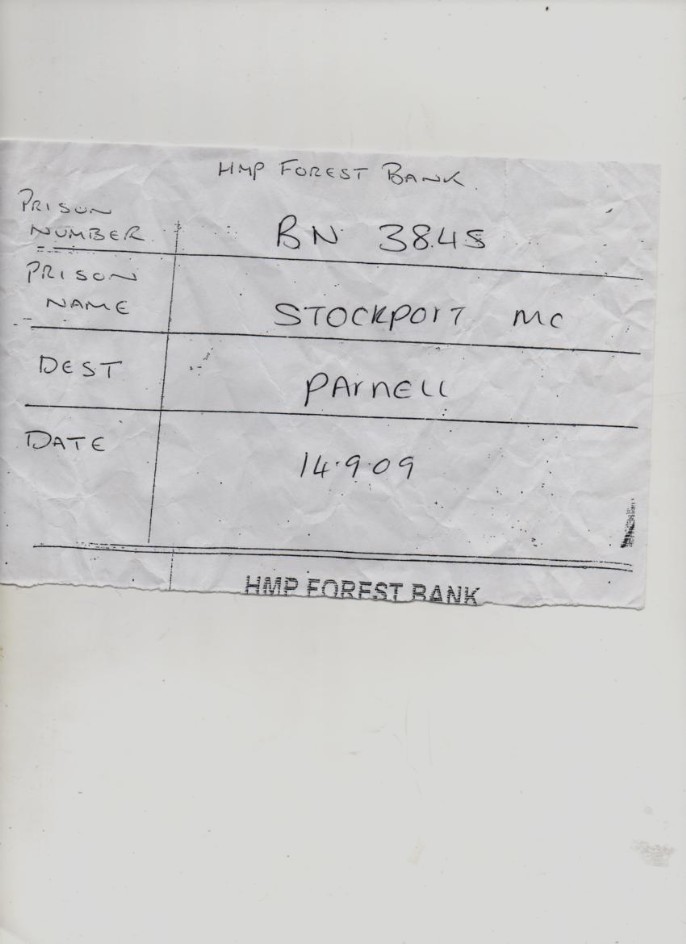 HMP FOREST BANK.
PRISON NUMBER BN 3845
PRISON NAME STOCKPORT MC
DEST PArnell
DATE 14.9.09
HMP FOREST BANK